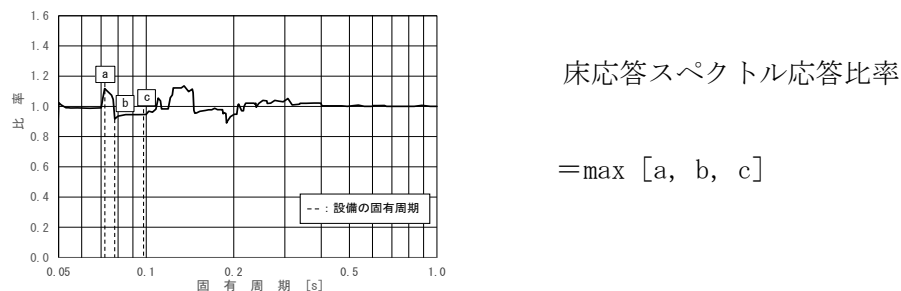 1.6
1.4
1.2
1.0
0.8
0.6
0.4
0.2
0.0
比率
a
b
c
--：設備の固有周期
0.05 0.1 0.2 0.5 1.0
固有周期 [s]
床応答スペクトル応答比率
＝max [a, b, c]